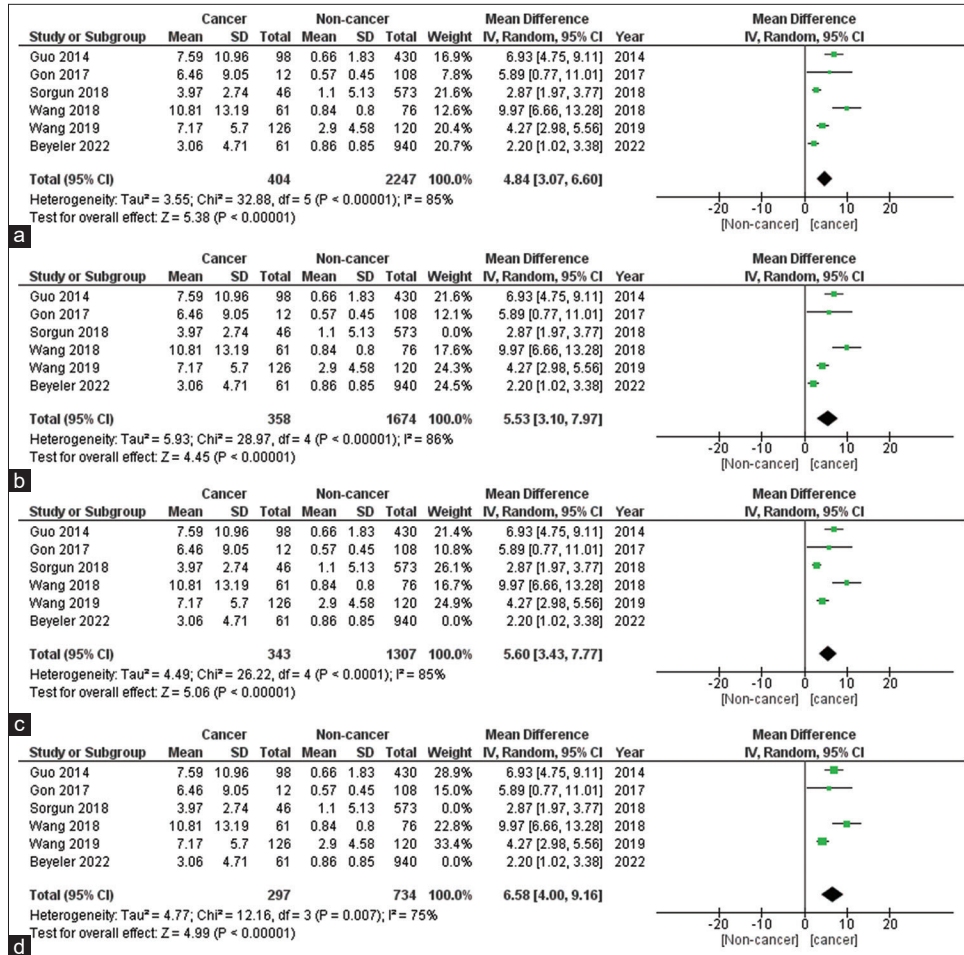 Cancer Non-cancer Mean Difference Mean Difference
Study or Subgroup Mean SD Total Mean SD Total Weight IV, Random, 95% CI Year IV, Random, 95% CI
Guo 2014 7.59 10.96 98 0.66 1.83 430 16.9% 6.93 [4.75, 9.11] 2014
Gon 2017 6.46 9.05 12 0.57 0.45 108 7.8% 5.89 [0.77, 11.01] 2017
Sorgun 2018 3.97 2.74 46 1.1 5.13 573 21.6% 2.87 [1.97, 3.77] 2018
Wang 2018 10.81 13.19 61 0.84 0.8 76 12.6% 9.97 [6.66, 13.28] 2018
Wang 2019 7.17 5.7 126 2.9 4.58 120 20.4% 4.27 [2.98, 5.56] 2019
Beyeler 2022 3.06 4.71 61 0.86 0.85 940 20.7% 2.20 [1.02, 3.38] 2022
Total (95% CI) 404 2247 100.0% 4.84 [3.07, 6.60]
Heterogeneity: Tau² = 3.55; Chi² = 32.88, df = 5 (P < 0.00001); I² = 85%
Test for overall effect: Z = 5.38 (P < 0.00001)
-20 -10 0 10 20
[Non-cancer] [cancer]
a
Cancer Non-cancer Mean Difference Mean Difference
Study or Subgroup Mean SD Total Mean SD Total Weight IV, Random, 95% CI Year IV, Random, 95% CI
Guo 2014 7.59 10.96 98 0.66 1.83 430 21.6% 6.93 [4.75, 9.11] 2014
Gon 2017 6.46 9.05 12 0.57 0.45 108 12.1% 5.89 [0.77, 11.01] 2017
Sorgun 2018 3.97 2.74 46 1.1 5.13 573 0.0% 2.87 [1.97, 3.77] 2018
Wang 2018 10.81 13.19 61 0.84 0.8 76 17.6% 9.97 [6.66, 13.28] 2018
Wang 2019 7.17 5.7 126 2.9 4.58 120 24.3% 4.27 [2.98, 5.56] 2019
Beyeler 2022 3.06 4.71 61 0.86 0.85 940 24.5% 2.20 [1.02, 3.38] 2022
Total (95% CI) 358 1674 100.0% 5.53 [3.10, 7.97]
Heterogeneity: Tau² = 5.93; Chi² = 28.97, df = 4 (P < 0.00001); I² = 86%
Test for overall effect: Z = 4.45 (P < 0.00001)
-20 -10 0 10 20
[Non-cancer] [cancer]
b
Cancer Non-cancer Mean Difference Mean Difference
Study or Subgroup Mean SD Total Mean SD Total Weight IV, Random, 95% CI Year IV, Random, 95% CI
Guo 2014 7.59 10.96 98 0.66 1.83 430 21.4% 6.93 [4.75, 9.11] 2014
Gon 2017 6.46 9.05 12 0.57 0.45 108 10.8% 5.89 [0.77, 11.01] 2017
Sorgun 2018 3.97 2.74 46 1.1 5.13 573 26.1% 2.87 [1.97, 3.77] 2018
Wang 2018 10.81 13.19 61 0.84 0.8 76 16.7% 9.97 [6.66, 13.28] 2018
Wang 2019 7.17 5.7 126 2.9 4.58 120 24.9% 4.27 [2.98, 5.56] 2019
Beyeler 2022 3.06 4.71 61 0.86 0.85 940 0.0% 2.20 [1.02, 3.38] 2022
Total (95% CI) 343 1307 100.0% 5.60 [3.43, 7.77]
Heterogeneity: Tau² = 4.49; Chi² = 26.22, df = 4 (P < 0.0001); I² = 85%
Test for overall effect: Z = 5.06 (P < 0.00001)
-20 -10 0 10 20
[Non-cancer] [cancer]
c
Cancer Non-cancer Mean Difference Mean Difference
Study or Subgroup Mean SD Total Mean SD Total Weight IV, Random, 95% CI Year IV, Random, 95% CI
Guo 2014 7.59 10.96 98 0.66 1.83 430 28.9% 6.93 [4.75, 9.11] 2014
Gon 2017 6.46 9.05 12 0.57 0.45 108 15.0% 5.89 [0.77, 11.01] 2017
Sorgun 2018 3.97 2.74 46 1.1 5.13 573 0.0% 2.87 [1.97, 3.77] 2018
Wang 2018 10.81 13.19 61 0.84 0.8 76 22.8% 9.97 [6.66, 13.28] 2018
Wang 2019 7.17 5.7 126 2.9 4.58 120 33.4% 4.27 [2.98, 5.56] 2019
Beyeler 2022 3.06 4.71 61 0.86 0.85 940 0.0% 2.20 [1.02, 3.38] 2022
Total (95% CI) 297 734 100.0% 6.58 [4.00, 9.16]
Heterogeneity: Tau² = 4.77; Chi² = 12.16, df = 3 (P = 0.007); I² = 75%
Test for overall effect: Z = 4.99 (P < 0.00001)
-20 -10 0 10 20
[Non-cancer] [cancer]
d